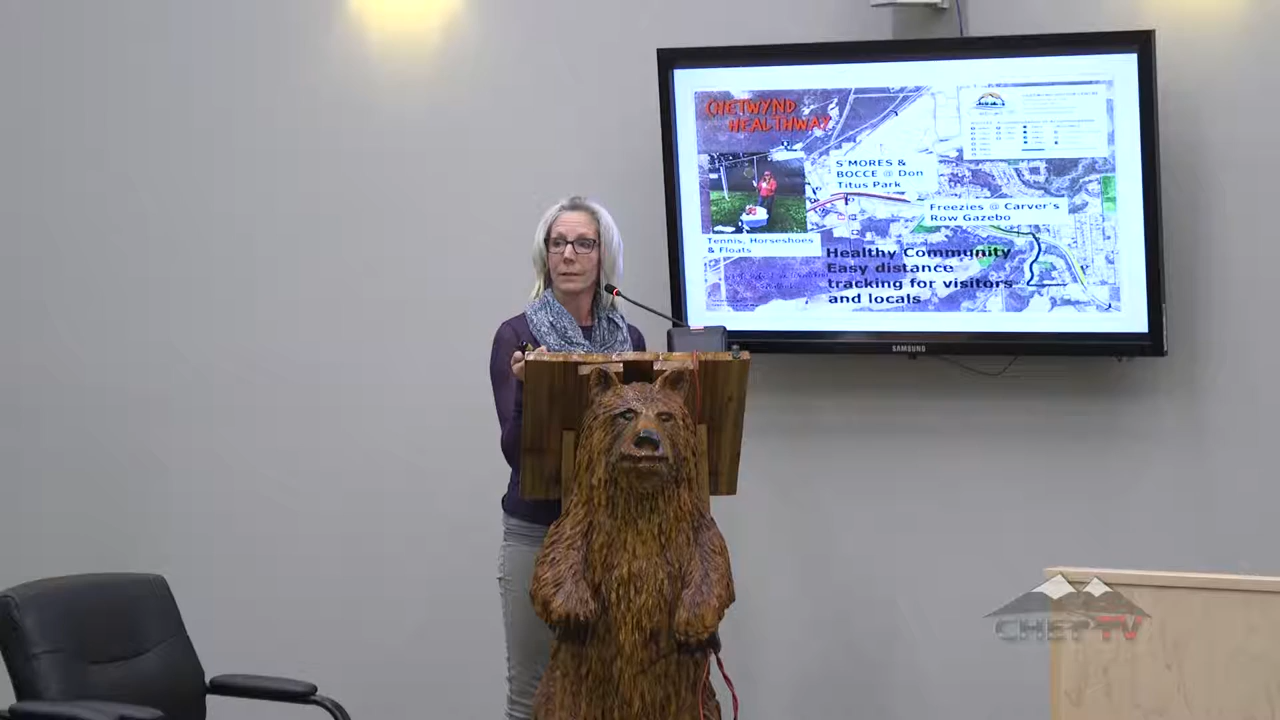 CHETWYND
HEALTHWAY
S'MORES &
BOCCE @ Don
Titus Park
Freezies @ Carver's
Row Gazebo
Tennis, Horseshoes
& Floats
Healthy Community
Easy distance
tracking for visitors
and locals
SAMSUNG
CHET TV